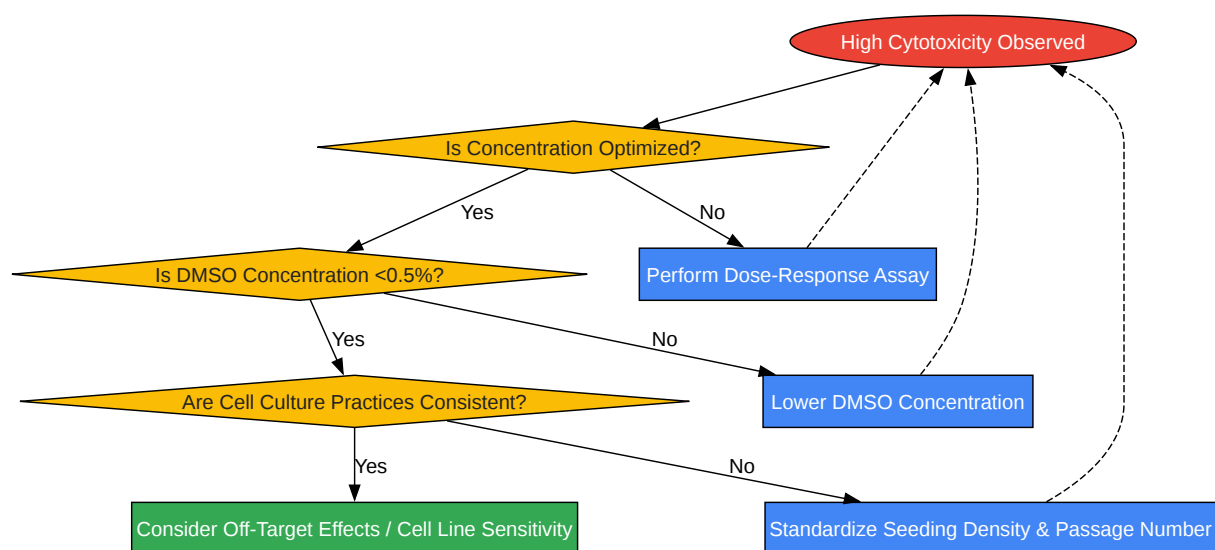 High Cytotoxicity Observed
Is Concentration Optimized?
Yes
No
Is DMSO Concentration <0.5%?
Perform Dose-Response Assay
Yes
No
Are Cell Culture Practices Consistent?
Lower DMSO Concentration
Yes
No
Consider Off-Target Effects / Cell Line Sensitivity
Standardize Seeding Density & Passage Number